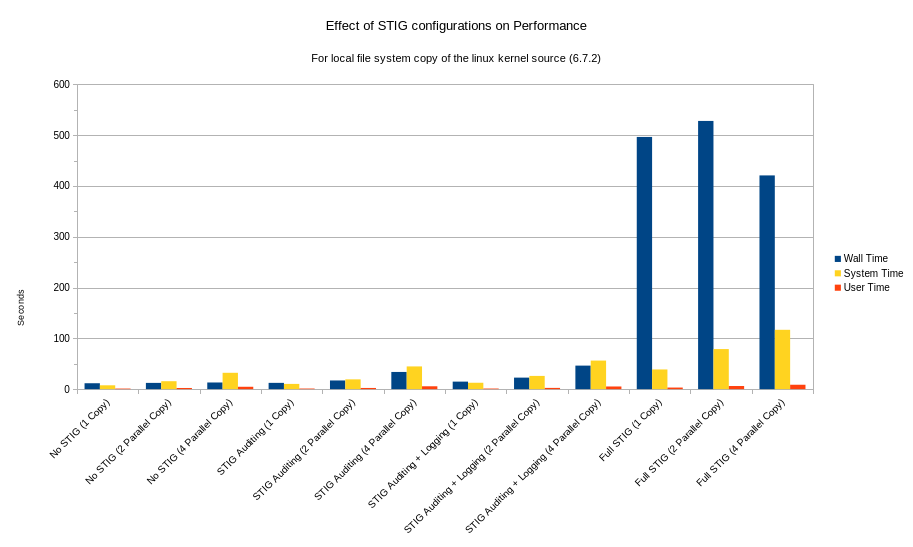 Effect of STIG configurations on Performance
For local file system copy of the linux kernel source (6.7.2)
600
500
400
300
200
100
0
Seconds
Wall Time
System Time
User Time
No STIG (1 Copy)
No STIG (2 Parallel Copy)
No STIG (4 Parallel Copy)
STIG Auditing (1 Copy)
STIG Auditing (2 Parallel Copy)
STIG Auditing (4 Parallel Copy)
STIG Auditing + Logging (1 Copy)
STIG Auditing + Logging (2 Parallel Copy)
STIG Auditing + Logging (4 Parallel Copy)
Full STIG (1 Copy)
Full STIG (2 Parallel Copy)
Full STIG (4 Parallel Copy)